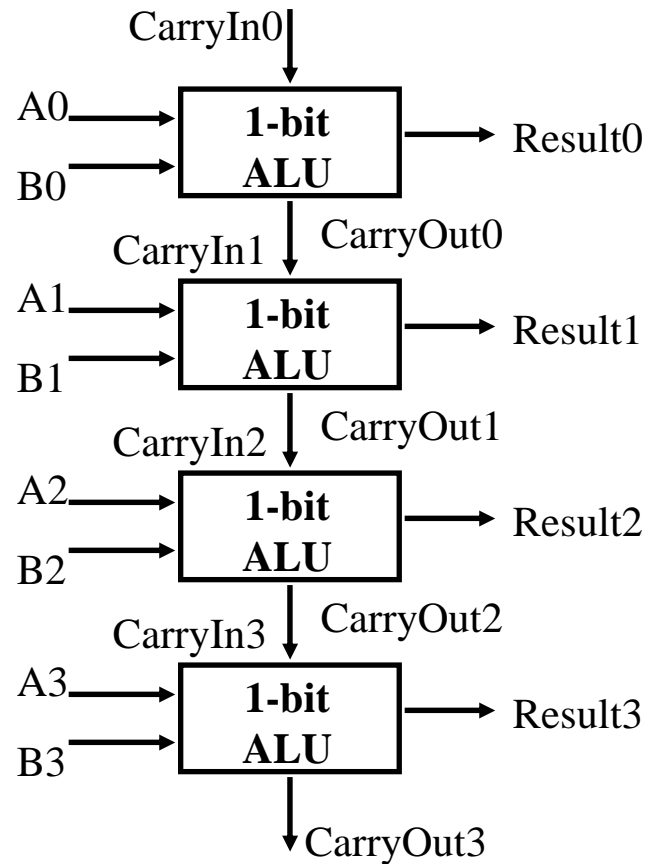 CarryIn0
A0
B0
1-bit
ALU
Result0
CarryIn1
CarryOut0
A1
B1
1-bit
ALU
Result1
CarryIn2
CarryOut1
A2
B2
1-bit
ALU
Result2
CarryIn3
CarryOut2
A3
B3
1-bit
ALU
Result3
CarryOut3